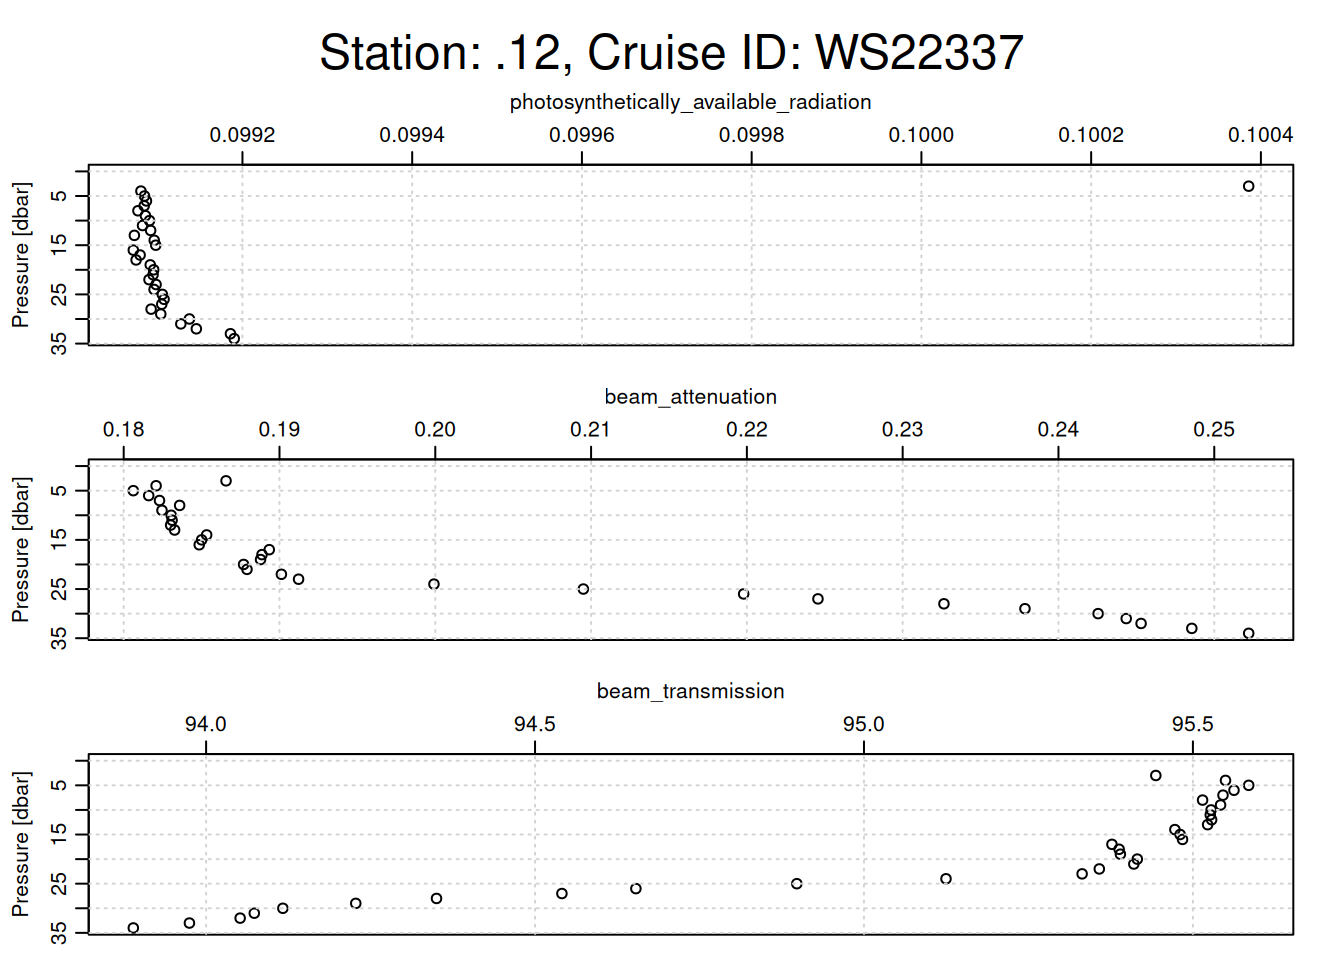 Station: .12, Cruise ID: WS22337
photosynthetically_available_radiation
0.0992 0.0994 0.0996 0.0998 0.1000 0.1002 0.1004
Pressure [dbar]
5
15
25
35
beam_attenuation
0.18 0.19 0.20 0.21 0.22 0.23 0.24 0.25
Pressure [dbar]
5
15
25
35
beam_transmission
94.0 94.5 95.0 95.5
Pressure [dbar]
5
15
25
35